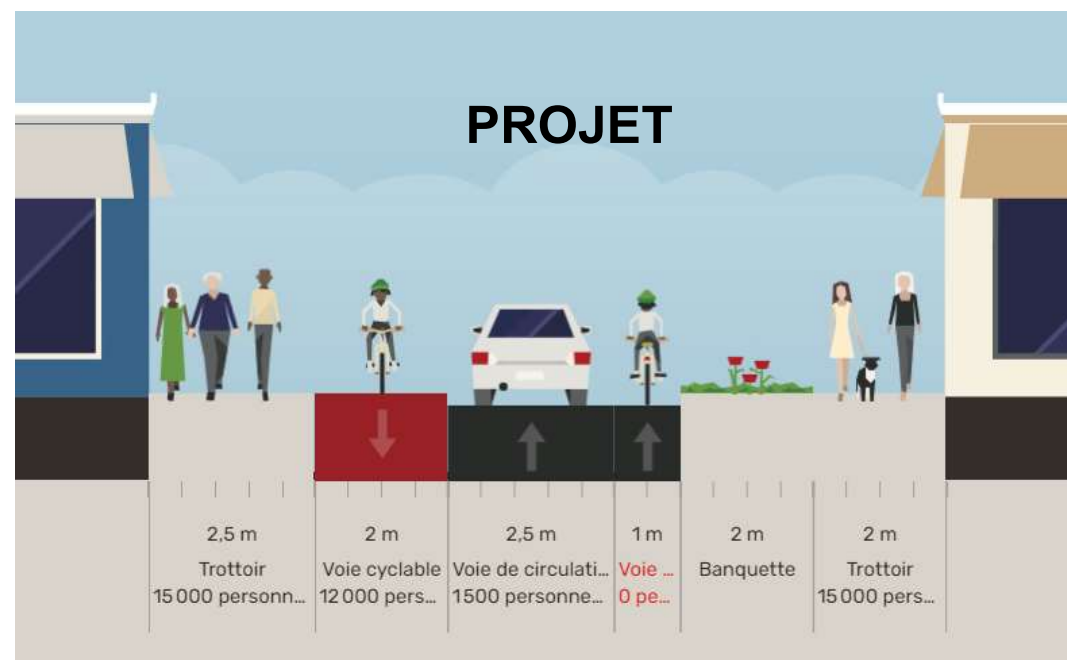 PROJET
2,5 m
Trottoir
15 000 personn...
2 m
Voie cyclable
12 000 pers...
2,5 m
Voie de circulati...
1500 personne...
1 m
Voie ...
0 pe...
2 m
Banquette
2 m
Trottoir
15 000 pers...